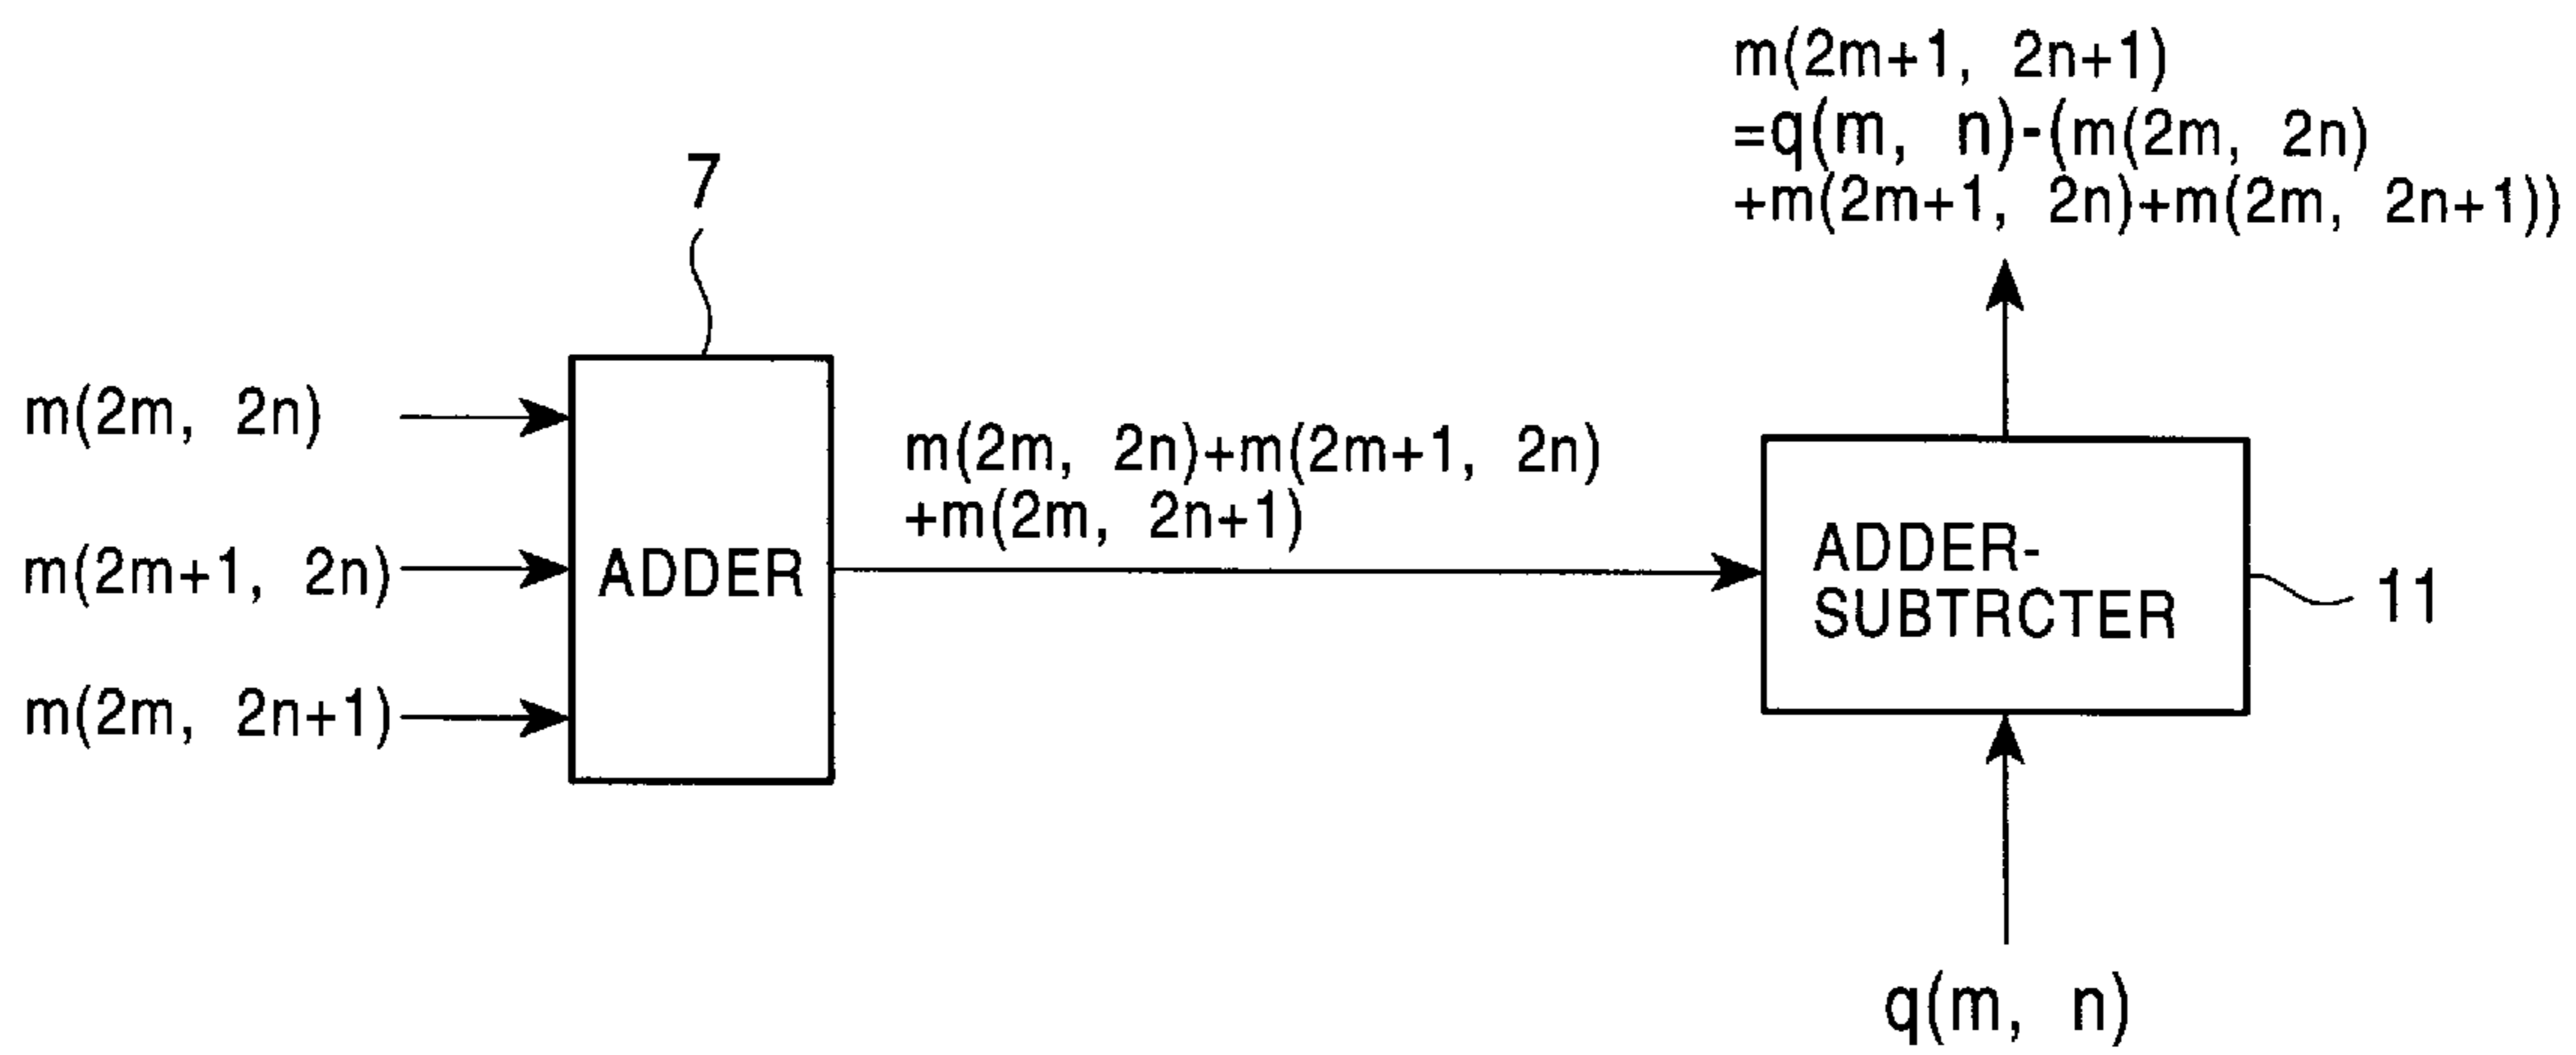 m(2m+1, 2n+1)
=q(m, n)-(m(2m, 2n)
+m(2m+1, 2n)+m(2m, 2n+1))
7
m(2m, 2n)
m(2m+1, 2n)
m(2m, 2n+1)
ADDER
m(2m, 2n)+m(2m+1, 2n)
+m(2m, 2n+1)
ADDER-
SUBTRCTER
11
q(m, n)